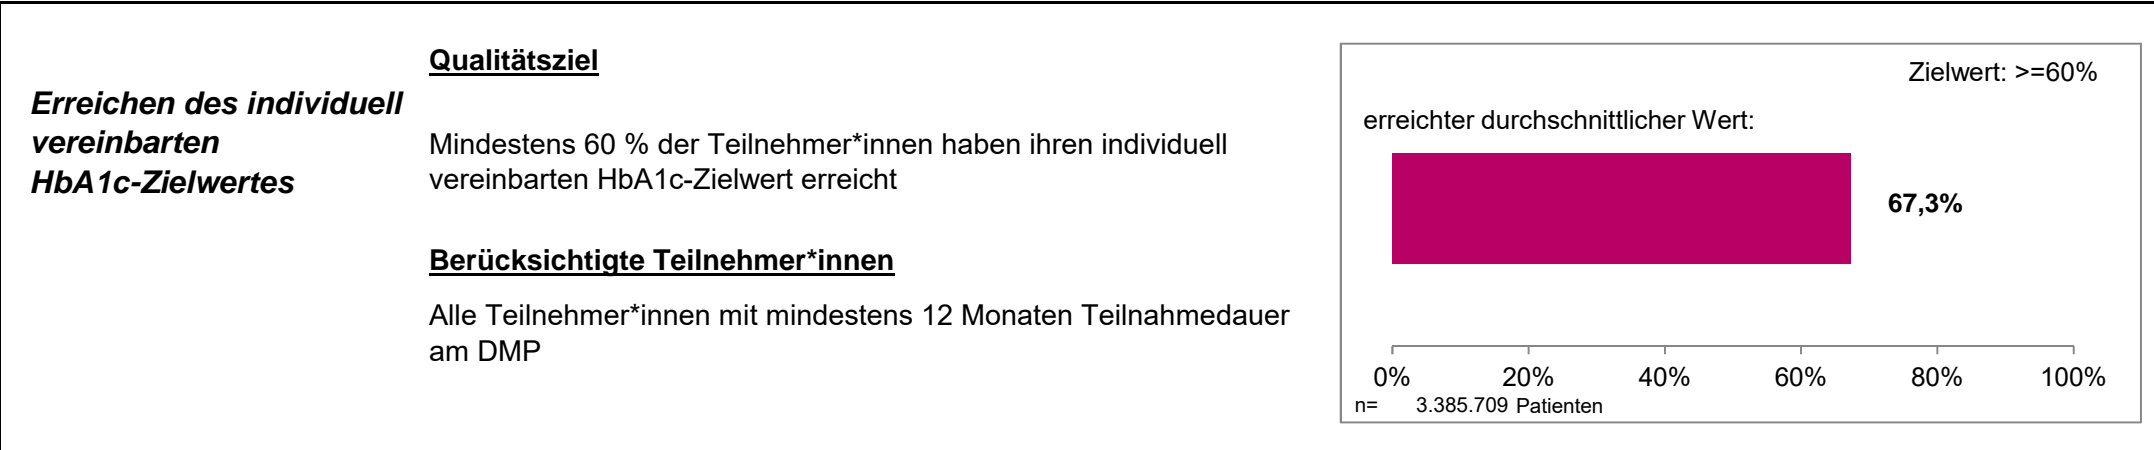 Erreichen des individuell
vereinbarten
HbA1c-Zielwertes
Qualitätsziel
Mindestens 60 % der Teilnehmer*innen haben ihren individuell
vereinbarten HbA1c-Zielwert erreicht
Berücksichtigte Teilnehmer*innen
Alle Teilnehmer*innen mit mindestens 12 Monaten Teilnahmedauer
am DMP
Zielwert: >=60%
erreichter durchschnittlicher Wert:
67,3%
0% 20% 40% 60% 80% 100%
n= 3.385.709 Patienten